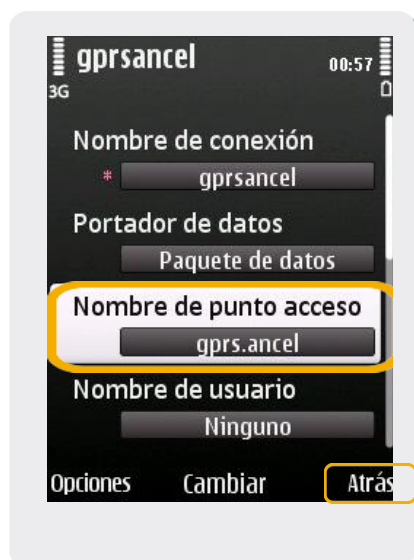 gprsancel
00:57
3G
Nombre de conexión
* gprsancel
Portador de datos
Paquete de datos
Nombre de punto acceso
gprs.ancel
Nombre de usuario
Ninguno
Opciones Cambiar Atrás